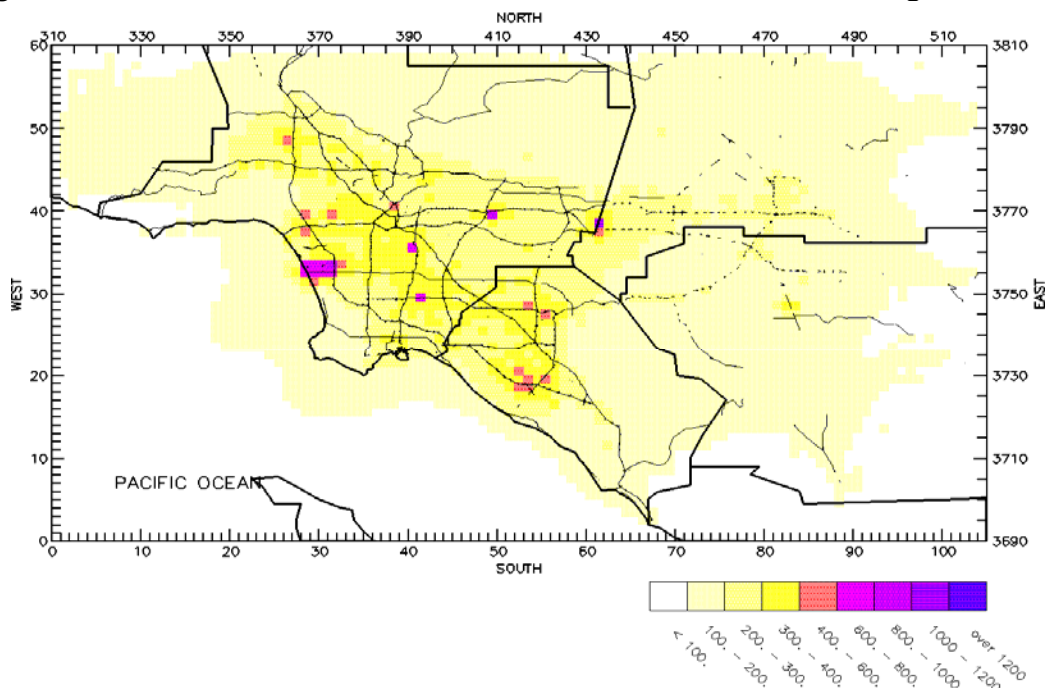 NORTH
310 330 350 370 390 410 430 450 470 490 510
60 3810
50 3790
40 3770
WEST 30 3750 EAST
20 3730
10 3710
PACIFIC OCEAN
0 3690
0 10 20 30 40 50 60 70 80 90 100
SOUTH
< 100.
100. – 200.
200. – 300.
300. – 400.
400. – 600.
600. – 800.
800. – 1000
1000 – 1200
over 1200